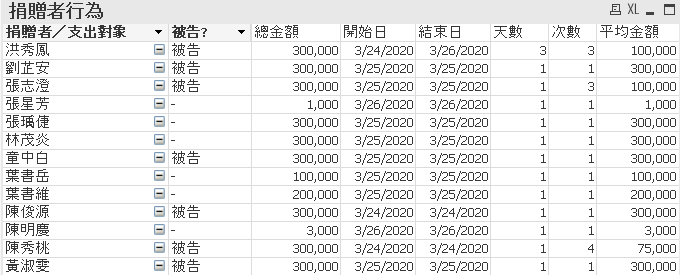 捐贈者行為 XL
捐贈者／支出對象 被告? 總金額 開始日 結束日 天數 次數 平均金額
洪秀鳳 被告 300,000 3/24/2020 3/26/2020 3 3 100,000
劉芷安 被告 300,000 3/25/2020 3/25/2020 1 1 300,000
張志澄 被告 300,000 3/25/2020 3/25/2020 1 3 100,000
張星芳 - 1,000 3/26/2020 3/26/2020 1 1 1,000
張瑀倢 - 300,000 3/25/2020 3/25/2020 1 1 300,000
林茂炎 - 300,000 3/25/2020 3/25/2020 1 1 300,000
童中白 被告 300,000 3/25/2020 3/25/2020 1 1 300,000
葉書岳 - 100,000 3/25/2020 3/25/2020 1 1 100,000
葉書維 - 200,000 3/25/2020 3/25/2020 1 1 200,000
陳俊源 被告 300,000 3/24/2020 3/24/2020 1 1 300,000
陳明慶 - 3,000 3/26/2020 3/26/2020 1 1 3,000
陳秀桃 被告 300,000 3/24/2020 3/24/2020 1 4 75,000
黃淑雯 被告 300,000 3/25/2020 3/25/2020 1 1 300,000